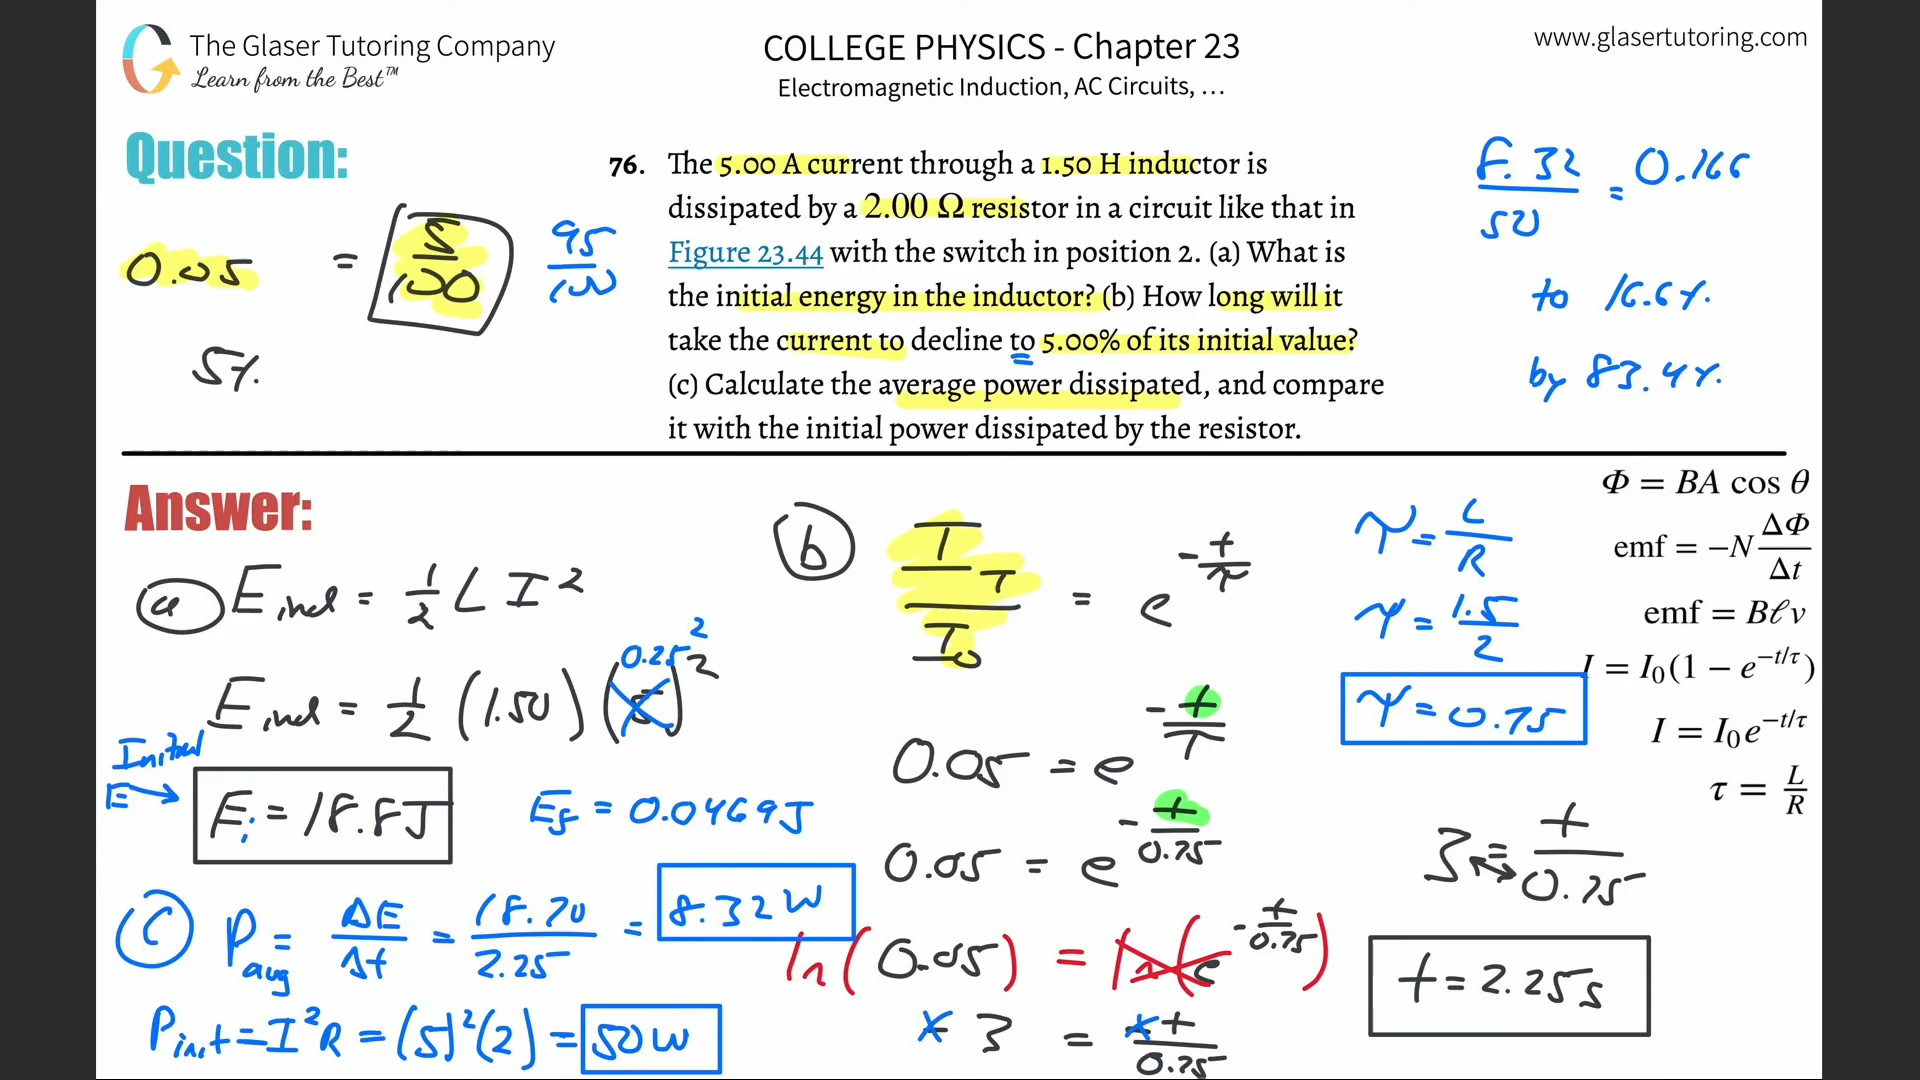 The Glaser Tutoring Company
Learn from the Best™
COLLEGE PHYSICS - Chapter 23
Electromagnetic Induction, AC Circuits, …
www.glasertutoring.com
Question:
76. The 5.00 A current through a 1.50 H inductor is
dissipated by a 2.00 Ω resistor in a circuit like that in
Figure 23.44 with the switch in position 2. (a) What is
the initial energy in the inductor? (b) How long will it
take the current to decline to 5.00% of its initial value?
(c) Calculate the average power dissipated, and compare
it with the initial power dissipated by the resistor.
0.05 = 5/100 95/100
5%
8.32/50 = 0.166
to 16.6%
by 83.4%
Answer:
(a) E ind = 1/2 L I²
E ind = 1/2 (1.50) (5)² 0.25²
Initial
E → E i = 18.8J
E f = 0.0469J
(c) P avg = ΔE/Δt = 18.70/2.25 = 8.32W
P init = I²R = (5)²(2) = 50W
(b) I/I₀ = e^(-t/τ)
0.05 = e^(-t/τ)
0.05 = e^(-t/0.75)
ln(0.05) = ln(e^(-t/0.75))
- 3 = - t/0.75
τ = L/R
τ = 1.5/2
τ = 0.75
3 = t/0.75
t = 2.25s
Φ = BA cos θ
emf = −N ΔΦ/Δt
emf = Bℓv
I = I₀(1 − e^(−t/τ))
I = I₀e^(−t/τ)
τ = L/R